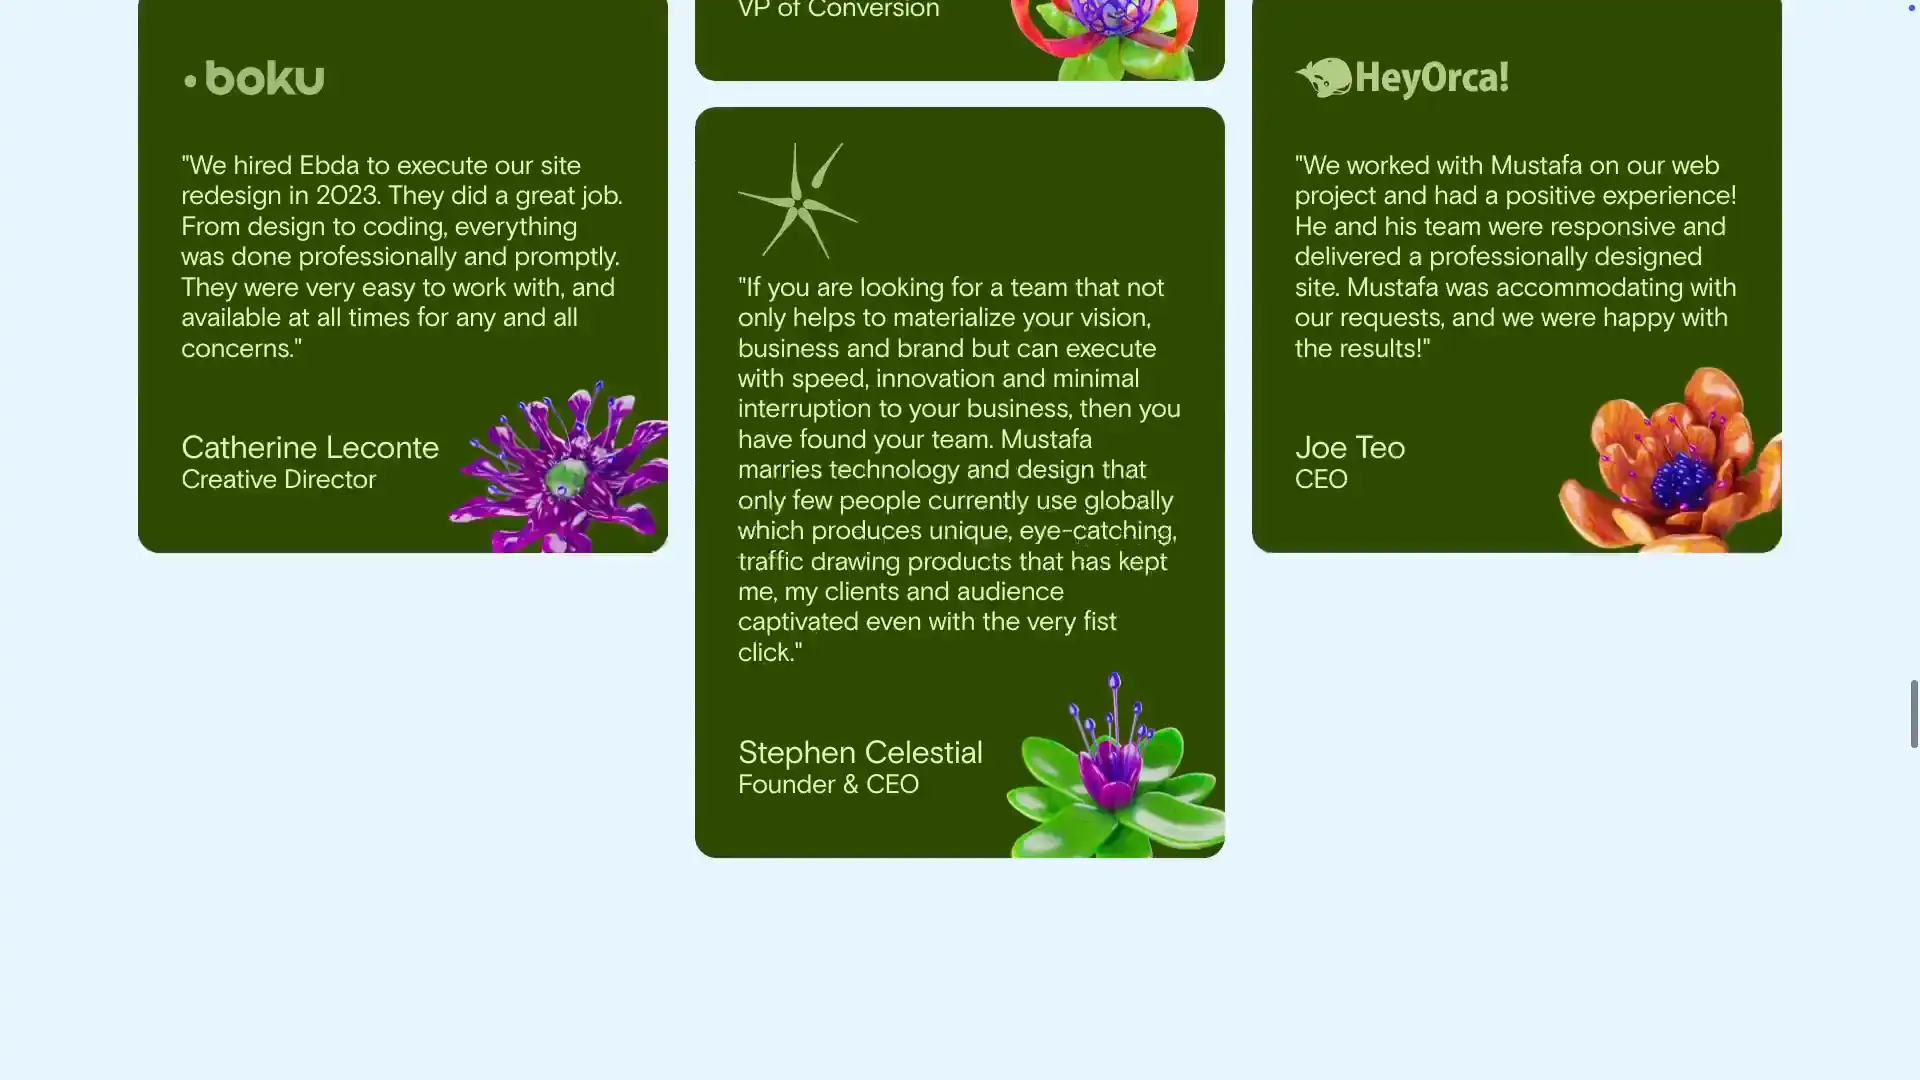 VP of Conversion
boku
"We hired Ebda to execute our site
redesign in 2023. They did a great job.
From design to coding, everything
was done professionally and promptly.
They were very easy to work with, and
available at all times for any and all
concerns."
Catherine Leconte
Creative Director
"If you are looking for a team that not
only helps to materialize your vision,
business and brand but can execute
with speed, innovation and minimal
interruption to your business, then you
have found your team. Mustafa
marries technology and design that
only few people currently use globally
which produces unique, eye-catching,
traffic drawing products that has kept
me, my clients and audience
captivated even with the very fist
click."
Stephen Celestial
Founder & CEO
HeyOrca!
"We worked with Mustafa on our web
project and had a positive experience!
He and his team were responsive and
delivered a professionally designed
site. Mustafa was accommodating with
our requests, and we were happy with
the results!"
Joe Teo
CEO